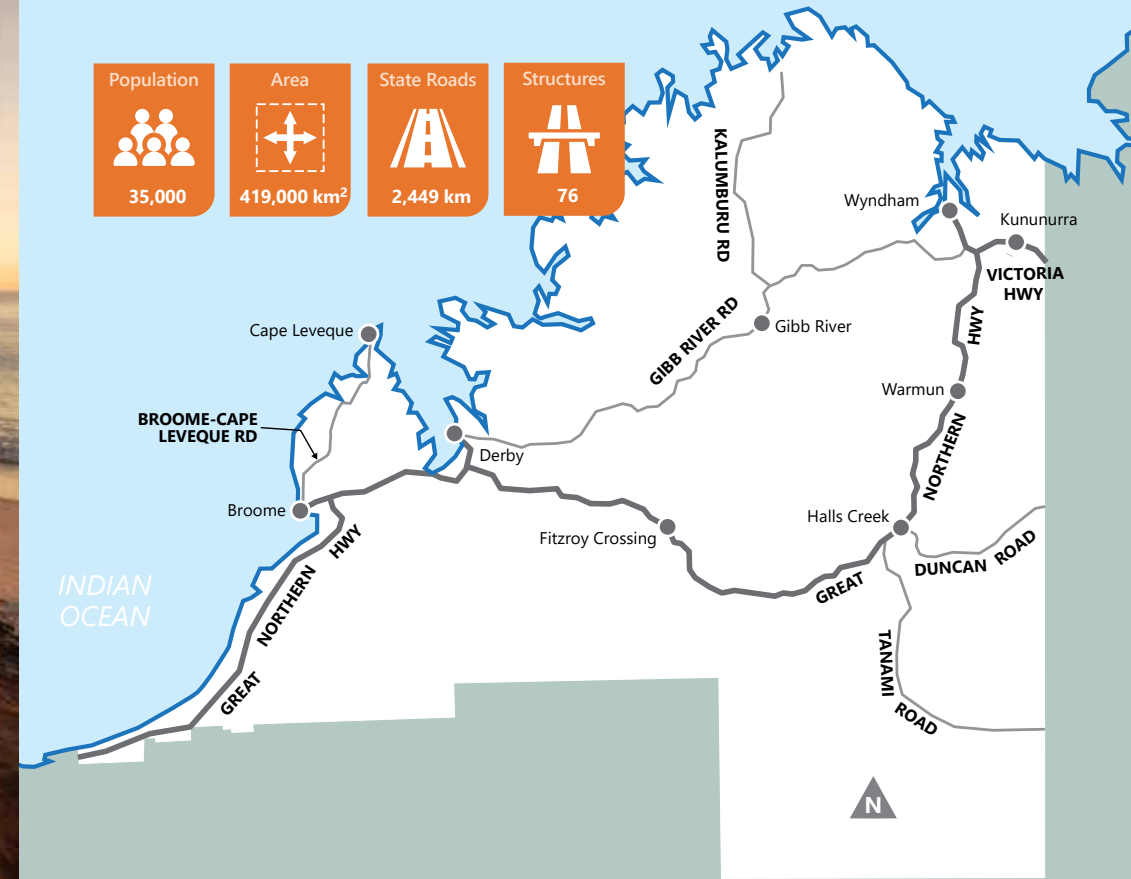 Population
35,000
Area
419,000 km²
State Roads
2,449 km
Structures
76
KALUMBURU RD
Wyndham
Kununurra
VICTORIA
HWY
Cape Leveque
GIBB RIVER RD
Gibb River
HWY
Warmun
BROOME-CAPE
LEVEQUE RD
Derby
NORTHERN
Broome
Fitzroy Crossing
Halls Creek
HWY
DUNCAN ROAD
INDIAN
OCEAN
NORTHERN
GREAT
GREAT
TANAMI
ROAD
N